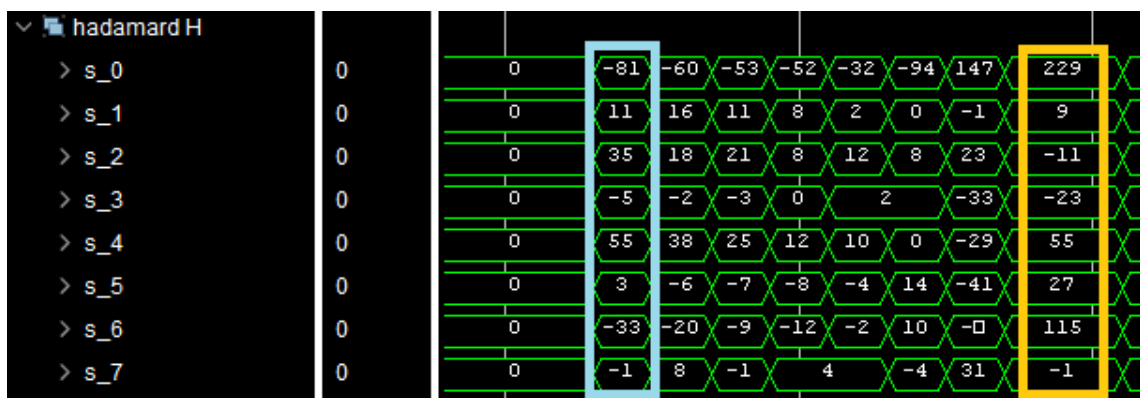 hadamard H
s_0 0 0 -81 -60 -53 -52 -32 -94 147 229
s_1 0 0 11 16 11 8 2 0 -1 9
s_2 0 0 35 18 21 8 12 8 23 -11
s_3 0 0 -5 -2 -3 0 2 -33 -23
s_4 0 0 55 38 25 12 10 0 -29 55
s_5 0 0 3 -6 -7 -8 -4 14 -41 27
s_6 0 0 -33 -20 -9 -12 -2 10 -▯ 115
s_7 0 0 -1 8 -1 4 -4 31 -1